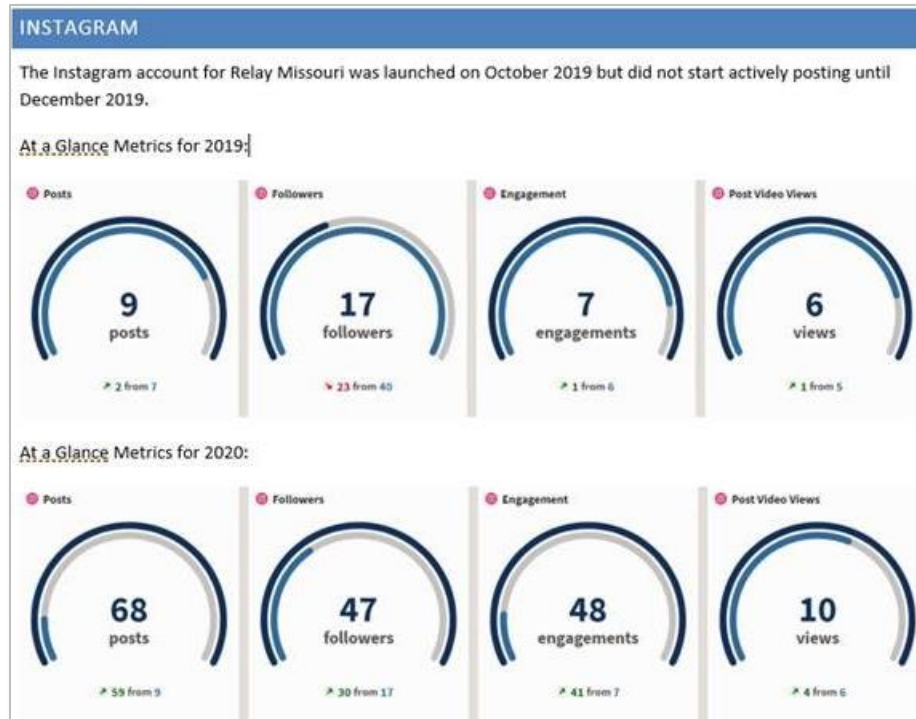 INSTAGRAM
The Instagram account for Relay Missouri was launched on October 2019 but did not start actively posting until
December 2019.
At a Glance Metrics for 2019:
Posts
9
posts
2 from 7
Followers
17
followers
23 from 40
Engagement
7
engagements
1 from 6
Post Video Views
6
views
1 from 5
At a Glance Metrics for 2020:
Posts
68
posts
59 from 9
Followers
47
followers
30 from 17
Engagement
48
engagements
41 from 7
Post Video Views
10
views
4 from 6